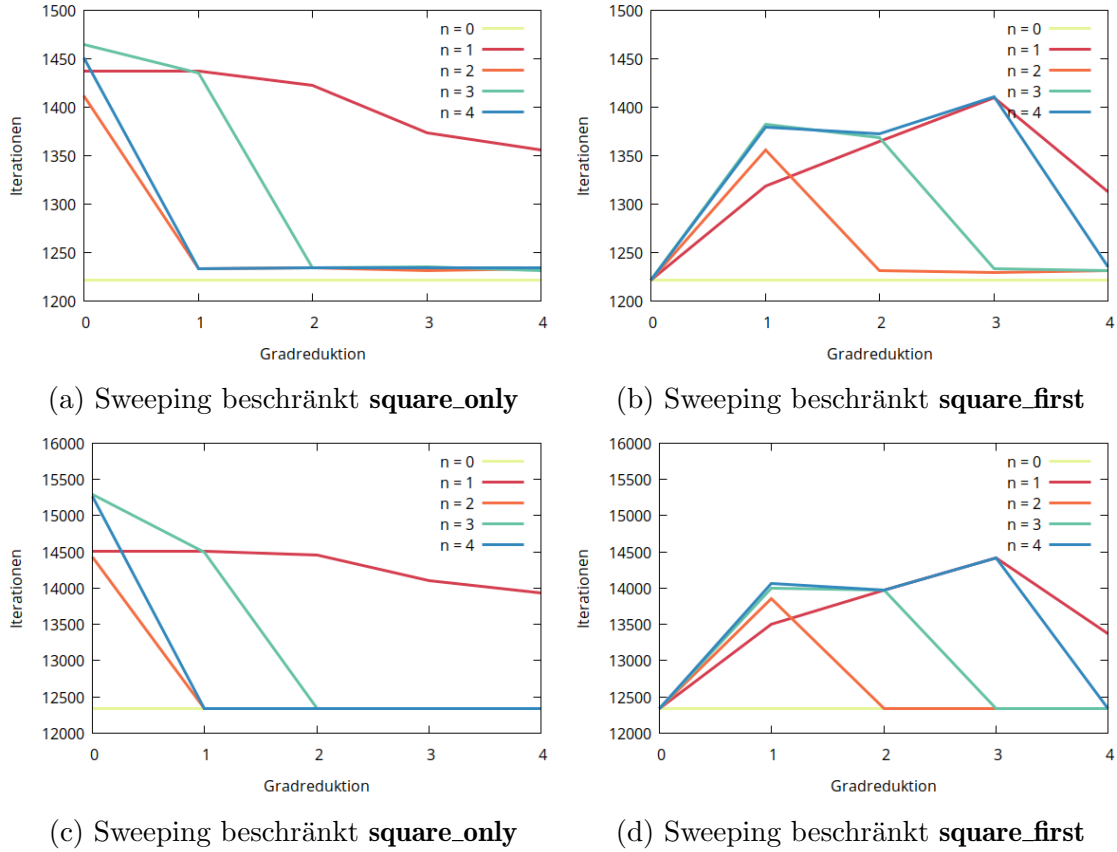 1500
1450
1400
1350
1300
1250
1200
Iterationen
n = 0
n = 1
n = 2
n = 3
n = 4
0 1 2 3 4
Gradreduktion
(a) Sweeping beschränkt square_only
1500
1450
1400
1350
1300
1250
1200
Iterationen
n = 0
n = 1
n = 2
n = 3
n = 4
0 1 2 3 4
Gradreduktion
(b) Sweeping beschränkt square_first
16000
15500
15000
14500
14000
13500
13000
12500
12000
Iterationen
n = 0
n = 1
n = 2
n = 3
n = 4
0 1 2 3 4
Gradreduktion
(c) Sweeping beschränkt square_only
16000
15500
15000
14500
14000
13500
13000
12500
12000
Iterationen
n = 0
n = 1
n = 2
n = 3
n = 4
0 1 2 3 4
Gradreduktion
(d) Sweeping beschränkt square_first